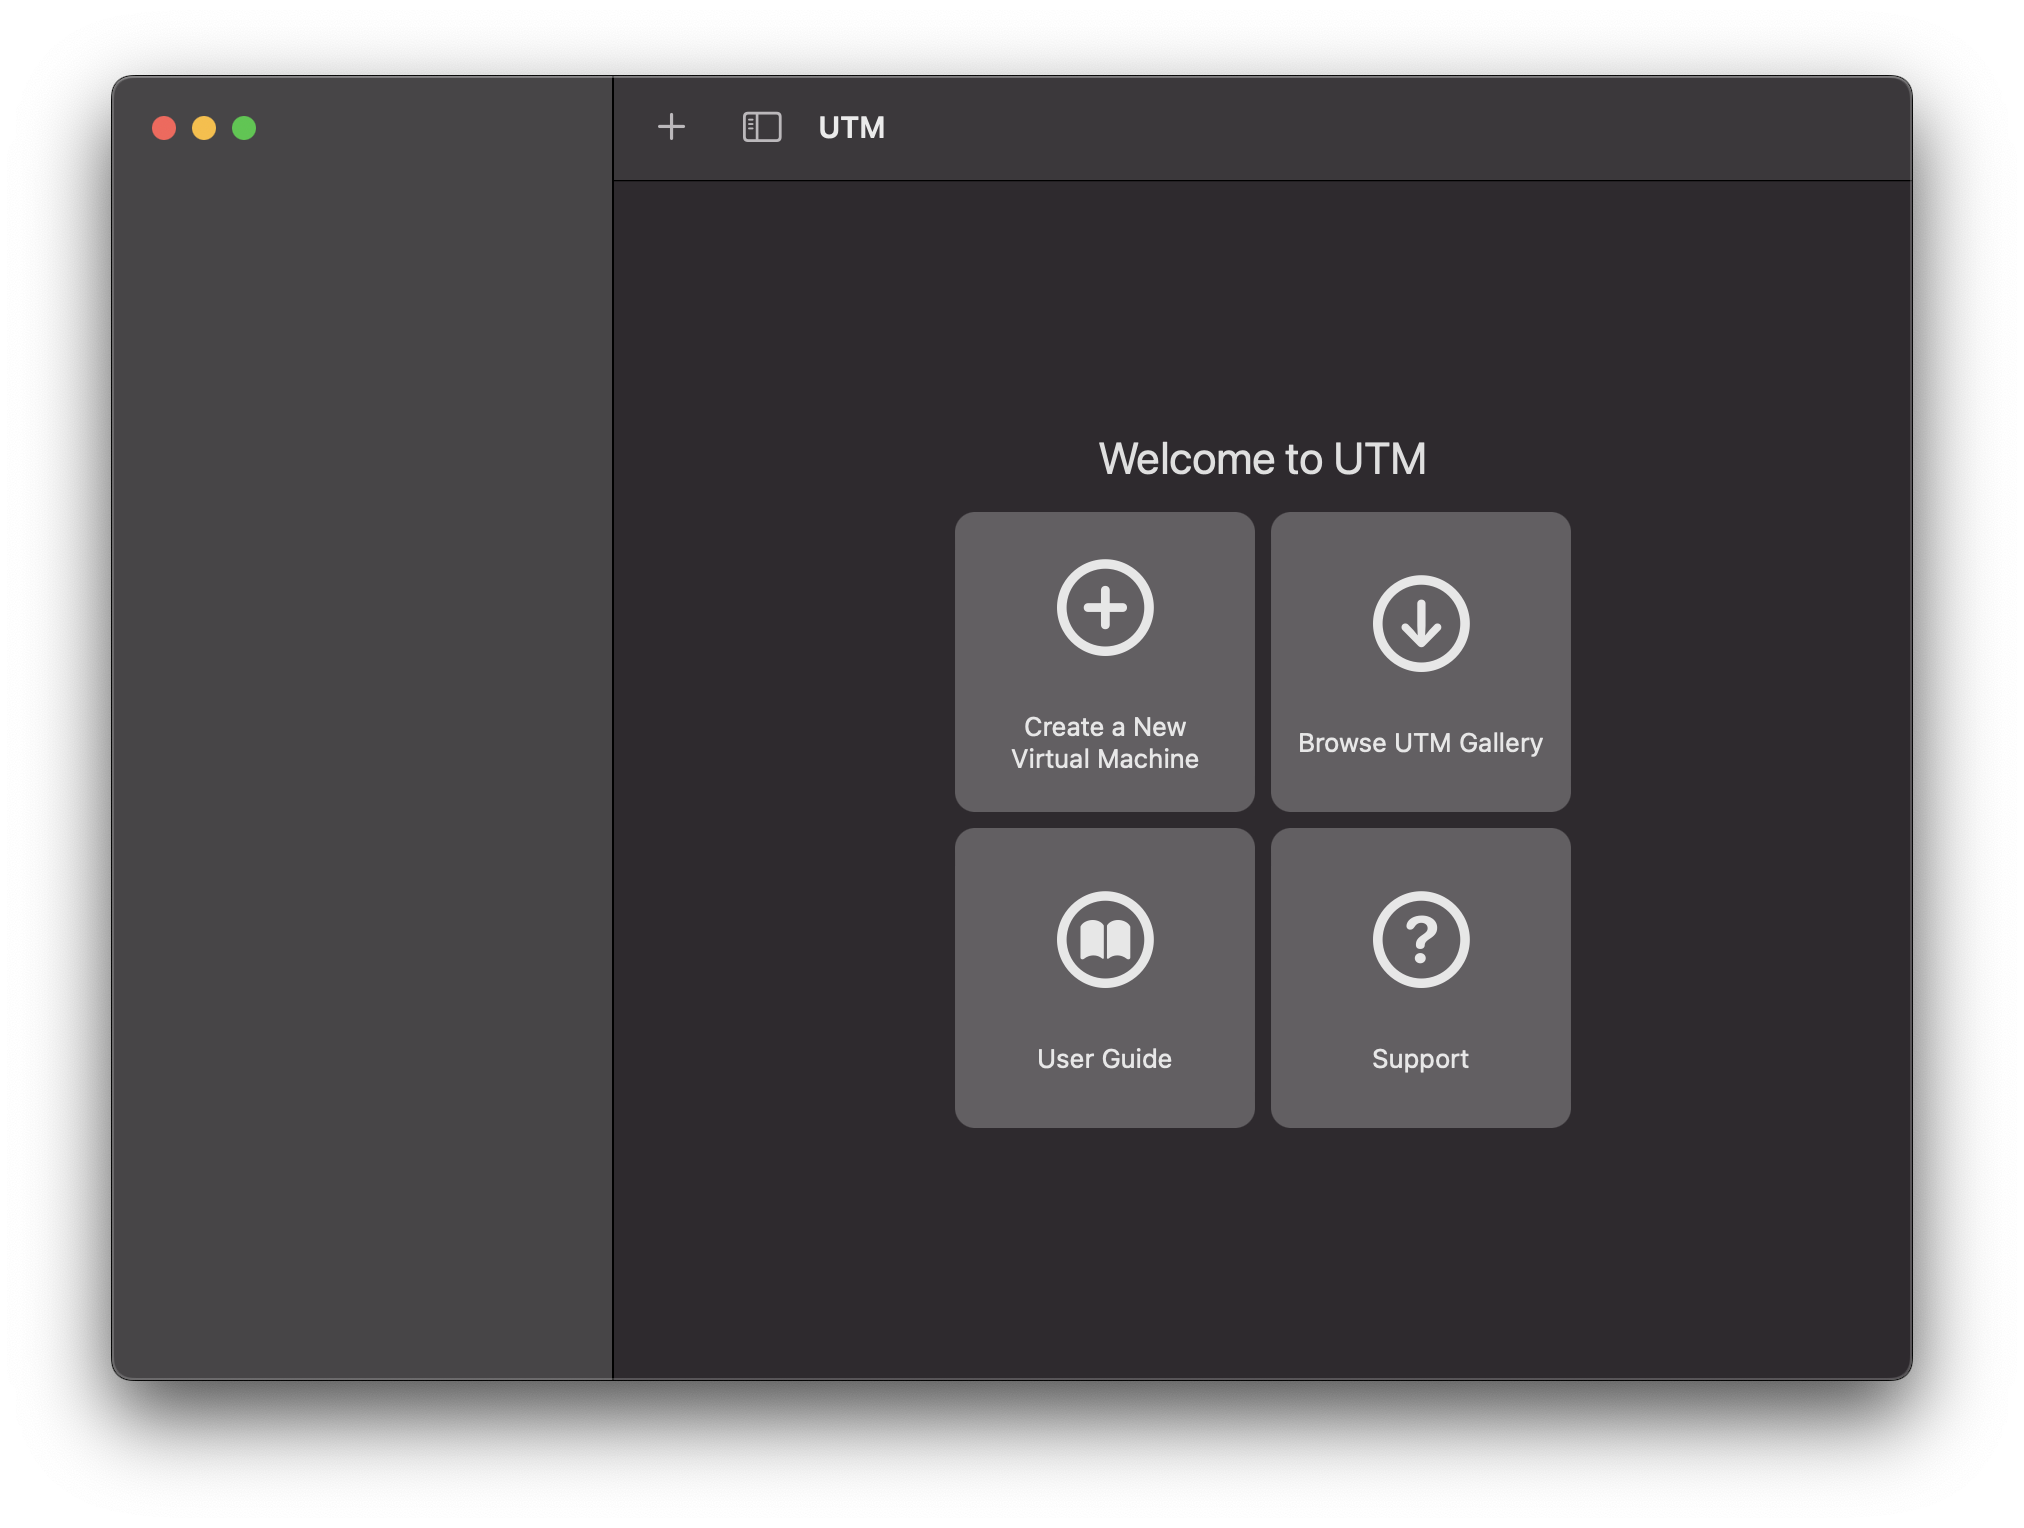 UTM
Welcome to UTM
Create a New
Virtual Machine
Browse UTM Gallery
User Guide
Support